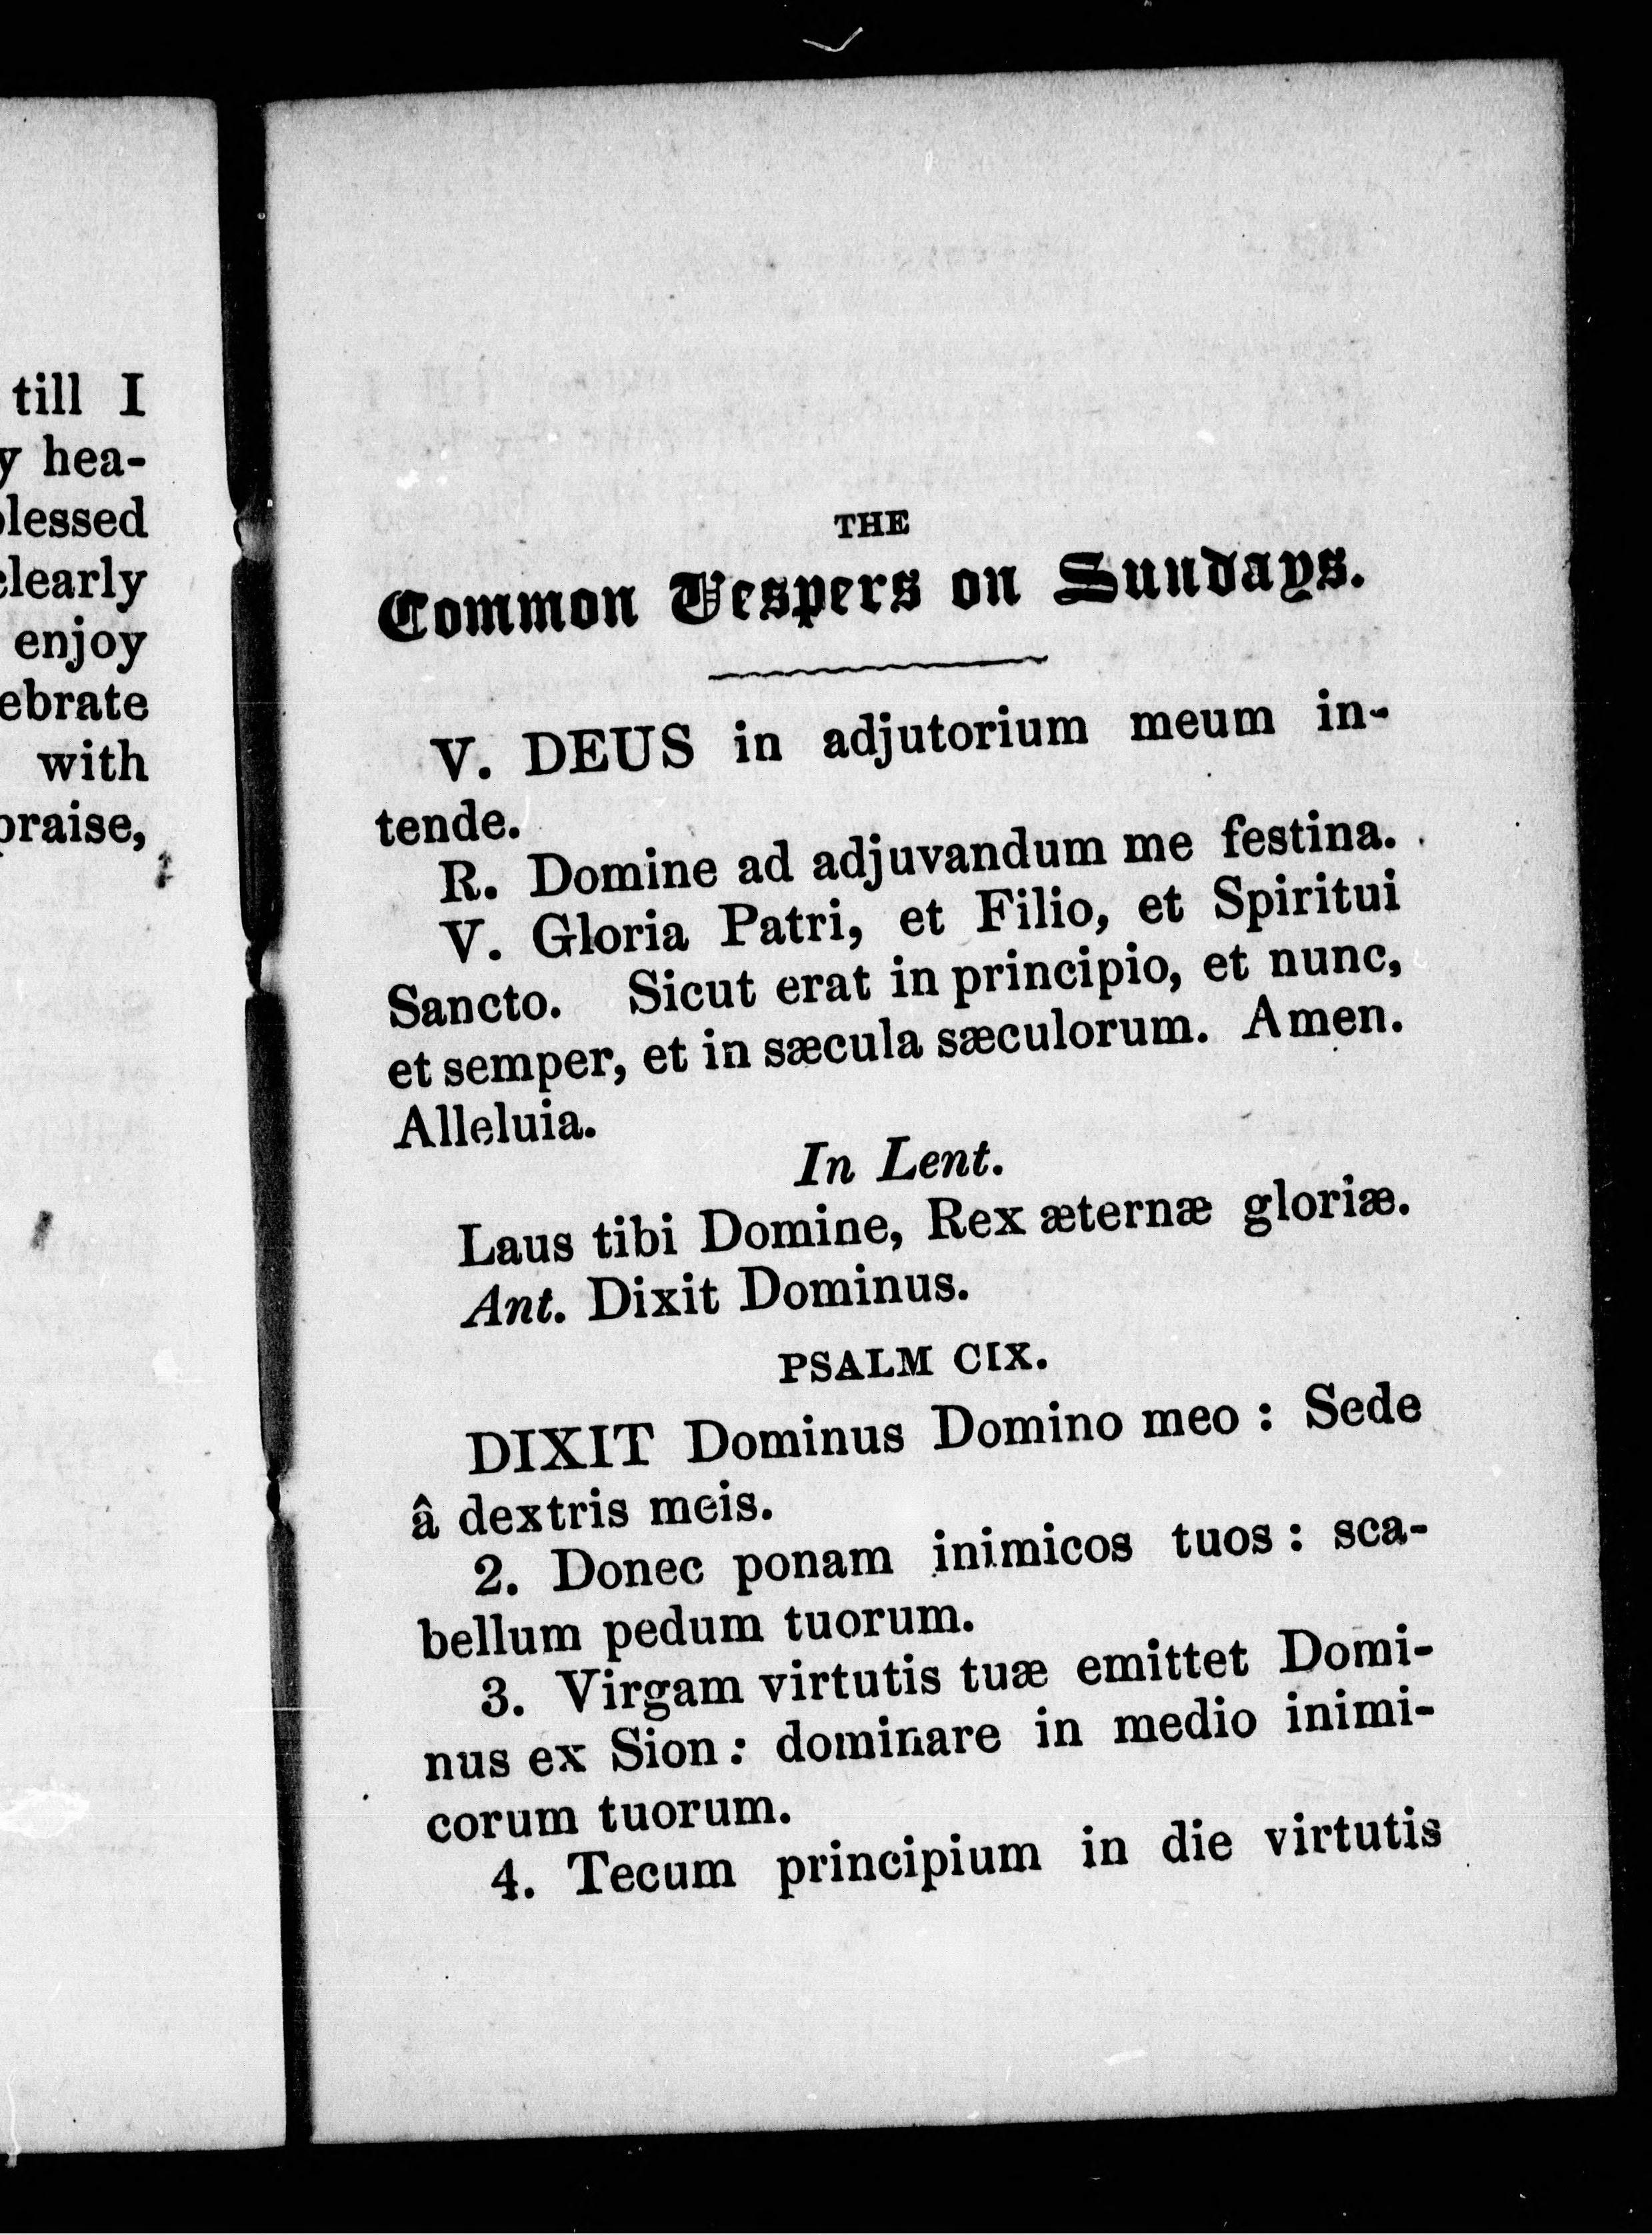 till I
hea-
enjoy
with
THE
Common Vespers on Sundays.
V. DEUS in adjutorium meum in-
tende.
R. Domine ad adjuvandum me festina.
V. Gloria Patri, et Filio, et Spiritui
Sancto. Sicut erat in principio, et nunc,
et semper, et in sæcula sæculorum. Amen.
Alleluia.
In Lent.
Laus tibi Domine, Rex æternæ gloriæ.
Ant. Dixit Dominus.
PSALM CIX.
DIXIT Dominus Domino meo : Sede
â dextris meis.
2. Donec ponam inimicos tuos : sca-
bellum pedum tuorum.
3. Virgam virtutis tuæ emittet Domi-
nus ex Sion : dominare in medio inimi-
corum tuorum.
4. Tecum principium in die virtutis